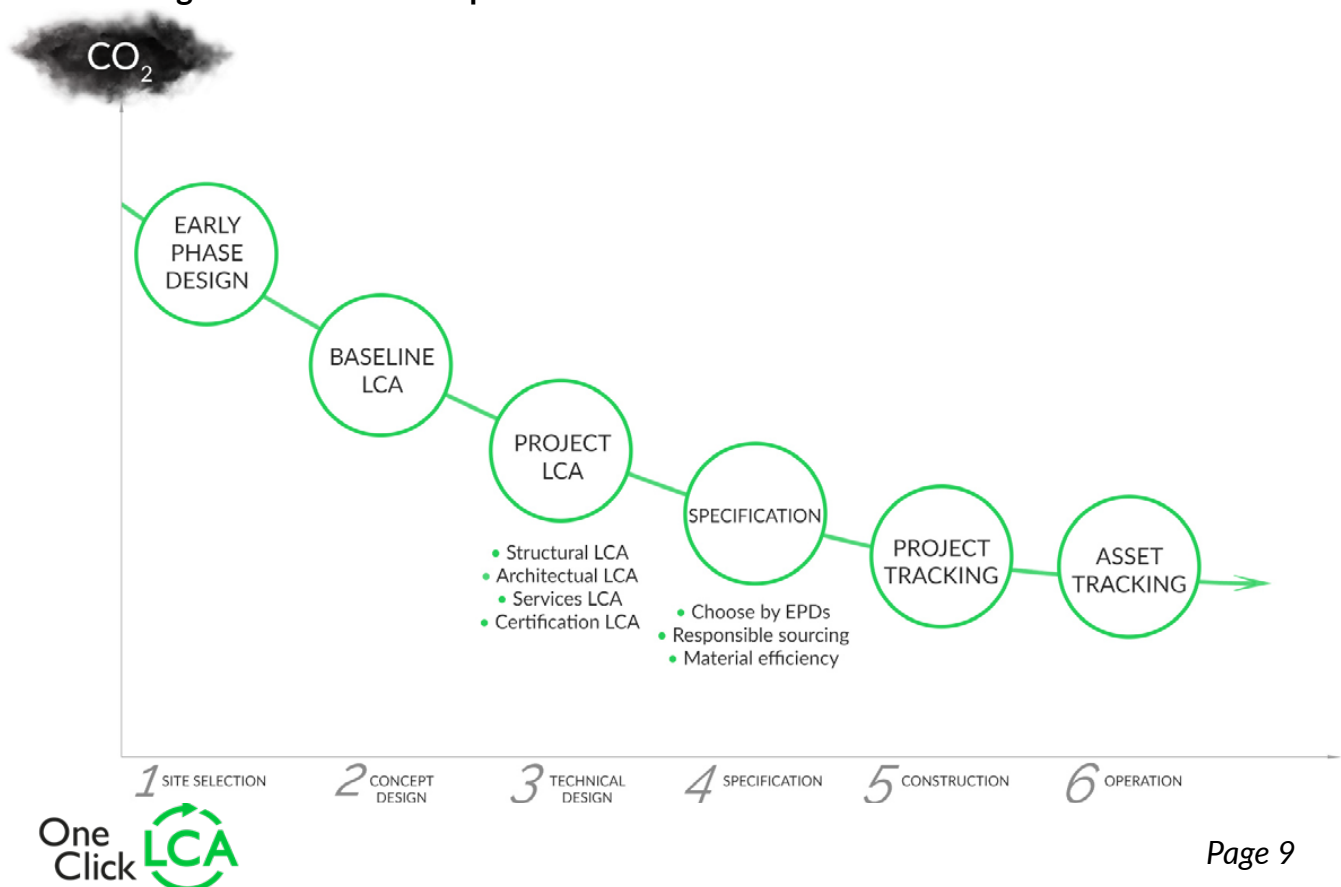 CO2
EARLY
PHASE
DESIGN
BASELINE
LCA
PROJECT
LCA
SPECIFICATION
PROJECT
TRACKING
ASSET
TRACKING
• Structural LCA
• Architectual LCA
• Services LCA
• Certification LCA
• Choose by EPDs
• Responsible sourcing
• Material efficiency
1 SITE SELECTION
2 CONCEPT
DESIGN
3 TECHNICAL
DESIGN
4 SPECIFICATION
5 CONSTRUCTION
6 OPERATION
One
Click
LCA
Page 9